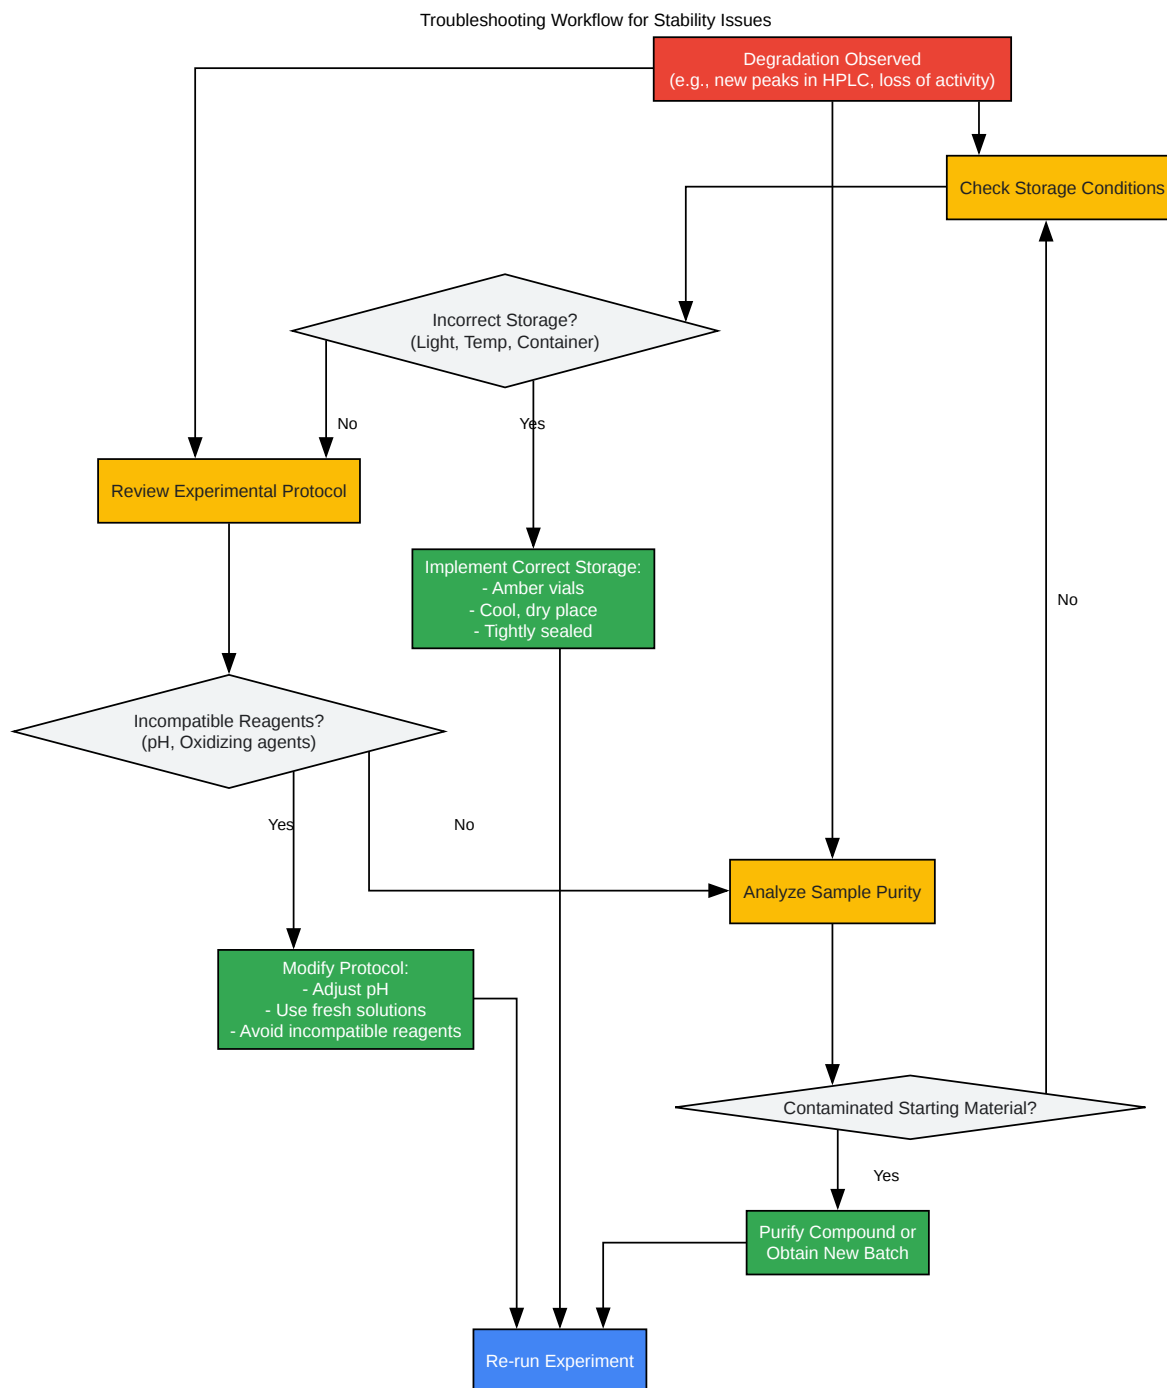 Troubleshooting Workflow for Stability Issues
Degradation Observed
(e.g., new peaks in HPLC, loss of activity)
Check Storage Conditions
Incorrect Storage?
(Light, Temp, Container)
No
Yes
Review Experimental Protocol
Implement Correct Storage:
- Amber vials
- Cool, dry place
- Tightly sealed
No
Incompatible Reagents?
(pH, Oxidizing agents)
Yes
No
Analyze Sample Purity
Modify Protocol:
- Adjust pH
- Use fresh solutions
- Avoid incompatible reagents
Contaminated Starting Material?
Yes
Purify Compound or
Obtain New Batch
Re-run Experiment